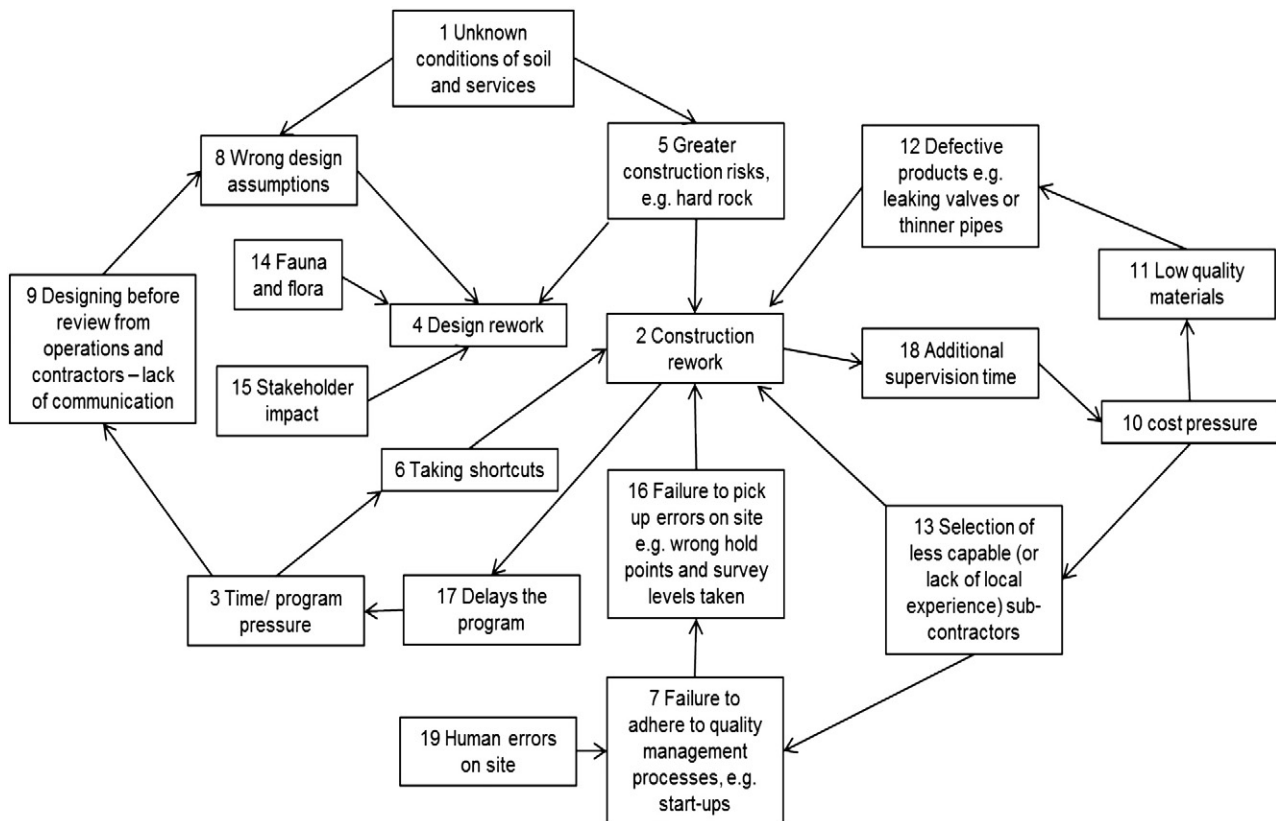 1 Unknown
conditions of soil
and services
8 Wrong design
assumptions
5 Greater
construction risks,
e.g. hard rock
12 Defective
products e.g.
leaking valves or
thinner pipes
14 Fauna
and flora
9 Designing before
review from
operations and
contractors – lack
of communication
11 Low quality
materials
4 Design rework
2 Construction
rework
18 Additional
supervision time
15 Stakeholder
impact
10 cost pressure
6 Taking shortcuts
16 Failure to pick
up errors on site
e.g. wrong hold
points and survey
levels taken
13 Selection of
less capable (or
lack of local
experience) sub-
contractors
3 Time/ program
pressure
17 Delays the
program
7 Failure to
adhere to quality
management
processes, e.g.
start-ups
19 Human errors
on site